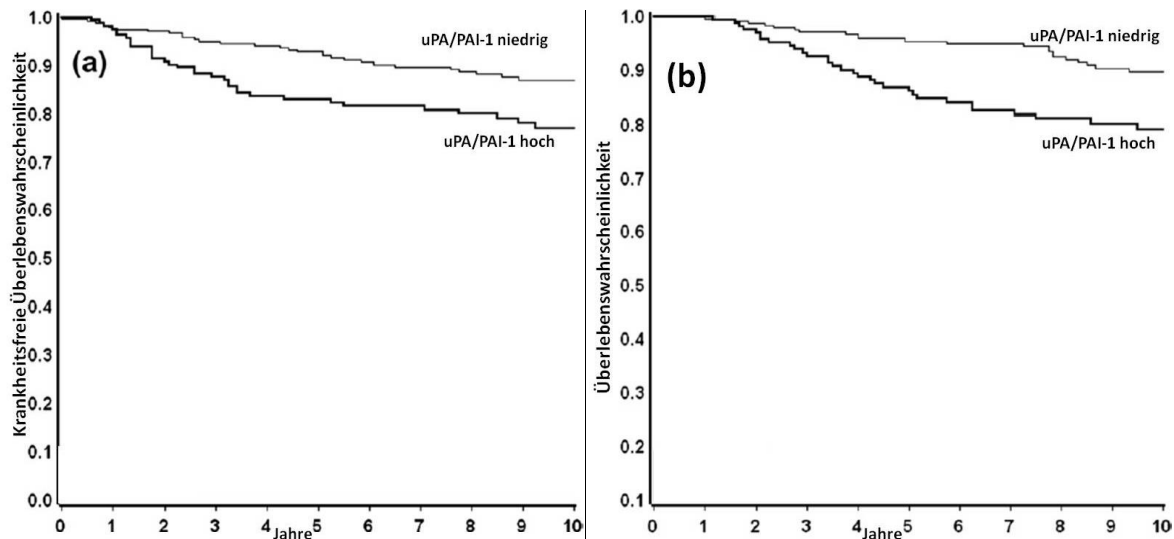 1.0
0.9
0.8
0.7
0.6
0.5
0.4
0.3
0.2
0.1
0.0
Krankheitsfreie Überlebenswahrscheinlichkeit
(a)
uPA/PAI-1 niedrig
uPA/PAI-1 hoch
0 1 2 3 4 5 6 7 8 9 10
Jahre
1.0
0.9
0.8
0.7
0.6
0.5
0.4
0.3
0.2
0.1
Überlebenswahrscheinlichkeit
(b)
uPA/PAI-1 niedrig
uPA/PAI-1 hoch
0 1 2 3 4 5 6 7 8 9 10
Jahre